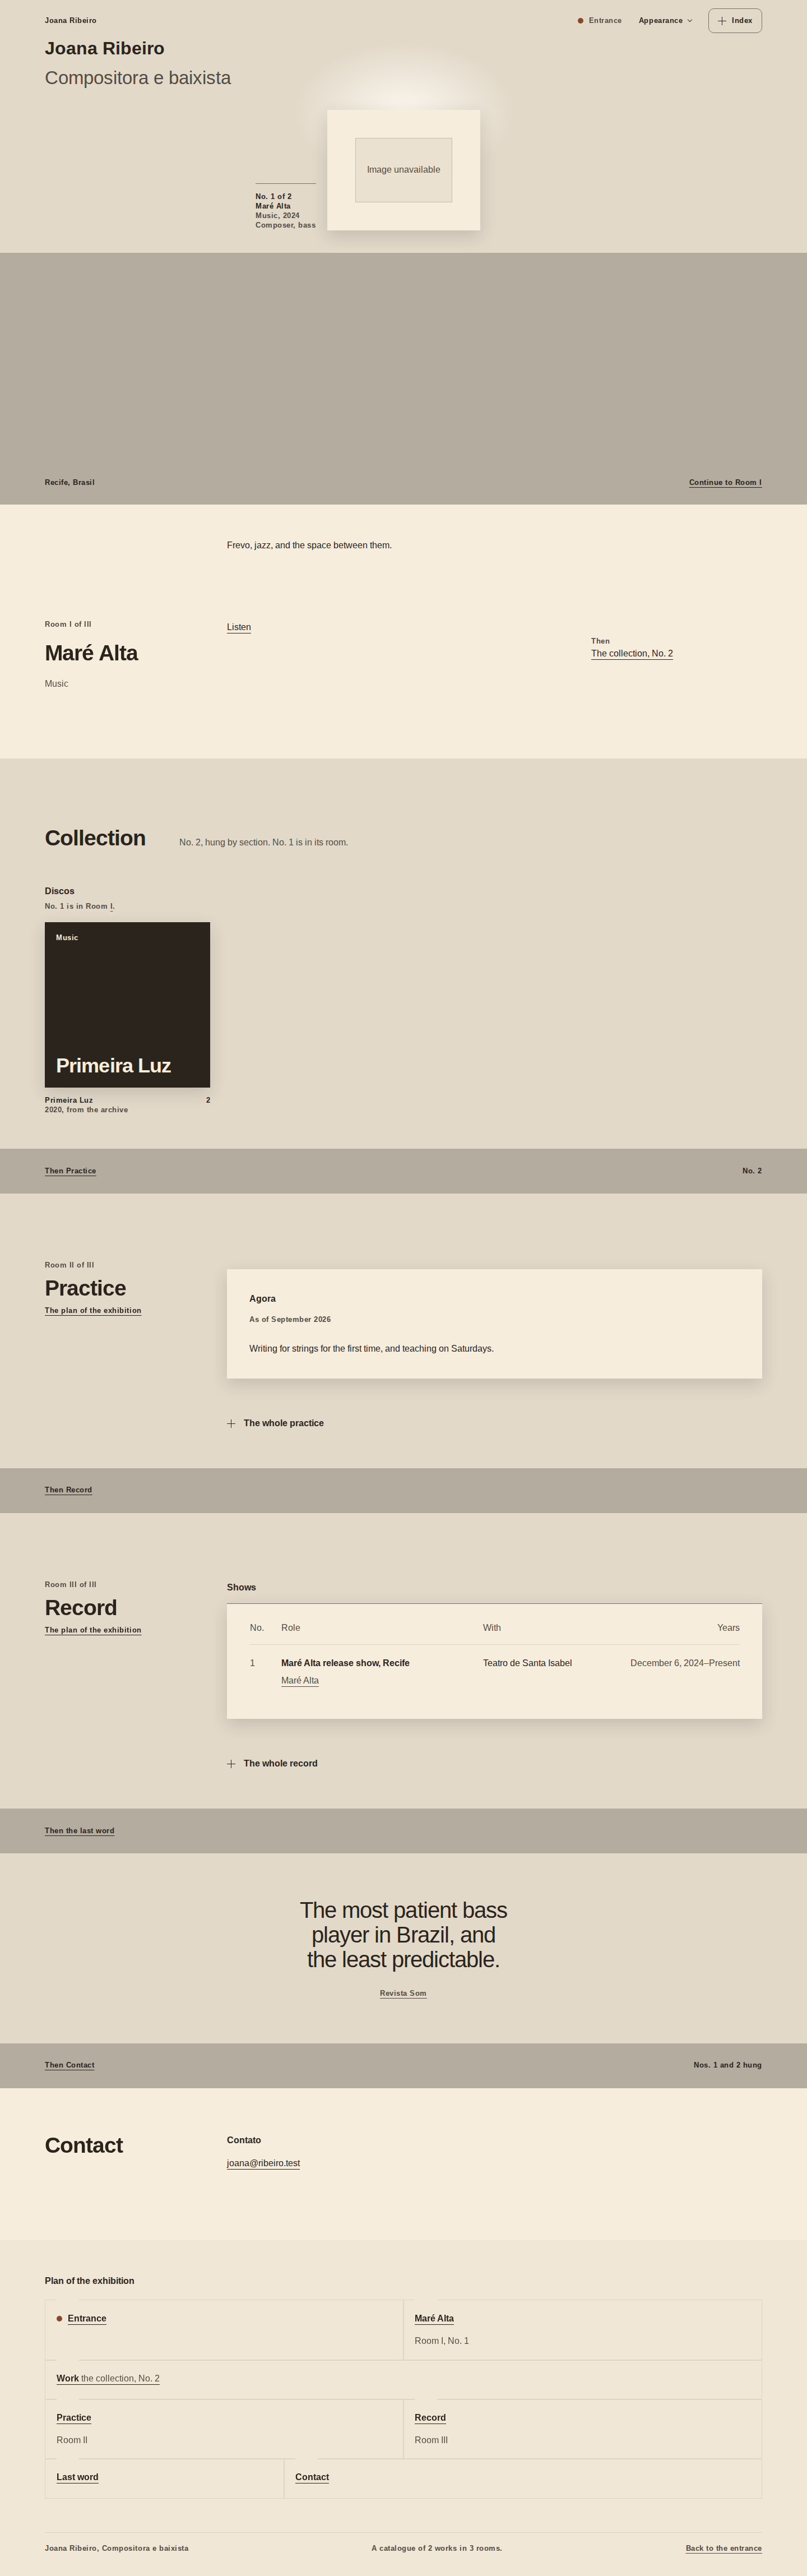 Joana Ribeiro
Entrance
Appearance
Index
Joana Ribeiro
Compositora e baixista
Image unavailable
No. 1 of 2
Maré Alta
Music, 2024
Composer, bass
Recife, Brasil
Continue to Room I
Frevo, jazz, and the space between them.
Room I of III
Maré Alta
Music
Listen
Then
The collection, No. 2
Collection
No. 2, hung by section. No. 1 is in its room.
Discos
No. 1 is in Room I.
Music
Primeira Luz
Primeira Luz 2
2020, from the archive
Then Practice
No. 2
Room II of III
Practice
The plan of the exhibition
Agora
As of September 2026
Writing for strings for the first time, and teaching on Saturdays.
The whole practice
Then Record
Room III of III
Record
The plan of the exhibition
Shows
No. Role With Years
1 Maré Alta release show, Recife Teatro de Santa Isabel December 6, 2024–Present
Maré Alta
The whole record
Then the last word
The most patient bass
player in Brazil, and
the least predictable.
Revista Som
Then Contact
Nos. 1 and 2 hung
Contact
Contato
joana@ribeiro.test
Plan of the exhibition
Entrance
Maré Alta
Room I, No. 1
Work the collection, No. 2
Practice
Room II
Record
Room III
Last word
Contact
Joana Ribeiro, Compositora e baixista
A catalogue of 2 works in 3 rooms.
Back to the entrance